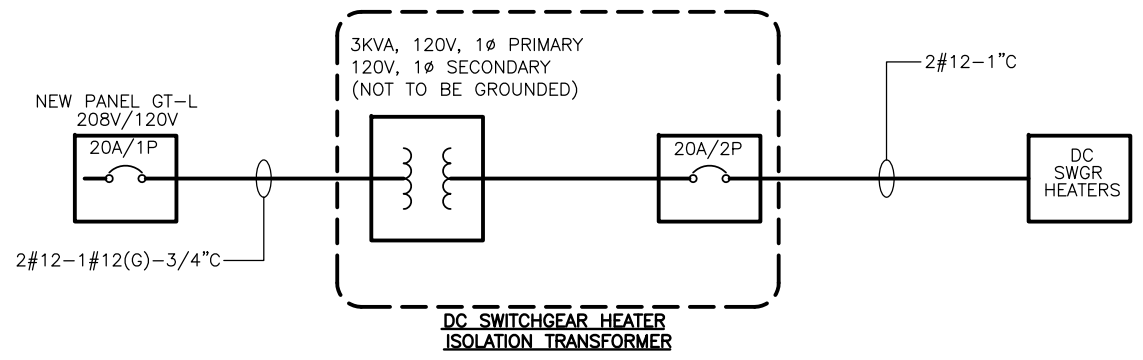 3KVA, 120V, 1ø PRIMARY
120V, 1ø SECONDARY
(NOT TO BE GROUNDED)
2#12-1"C
NEW PANEL GT-L
208V/120V
20A/1P
20A/2P
DC
SWGR
HEATERS
2#12-1#12(G)-3/4"C
DC SWITCHGEAR HEATER
ISOLATION TRANSFORMER